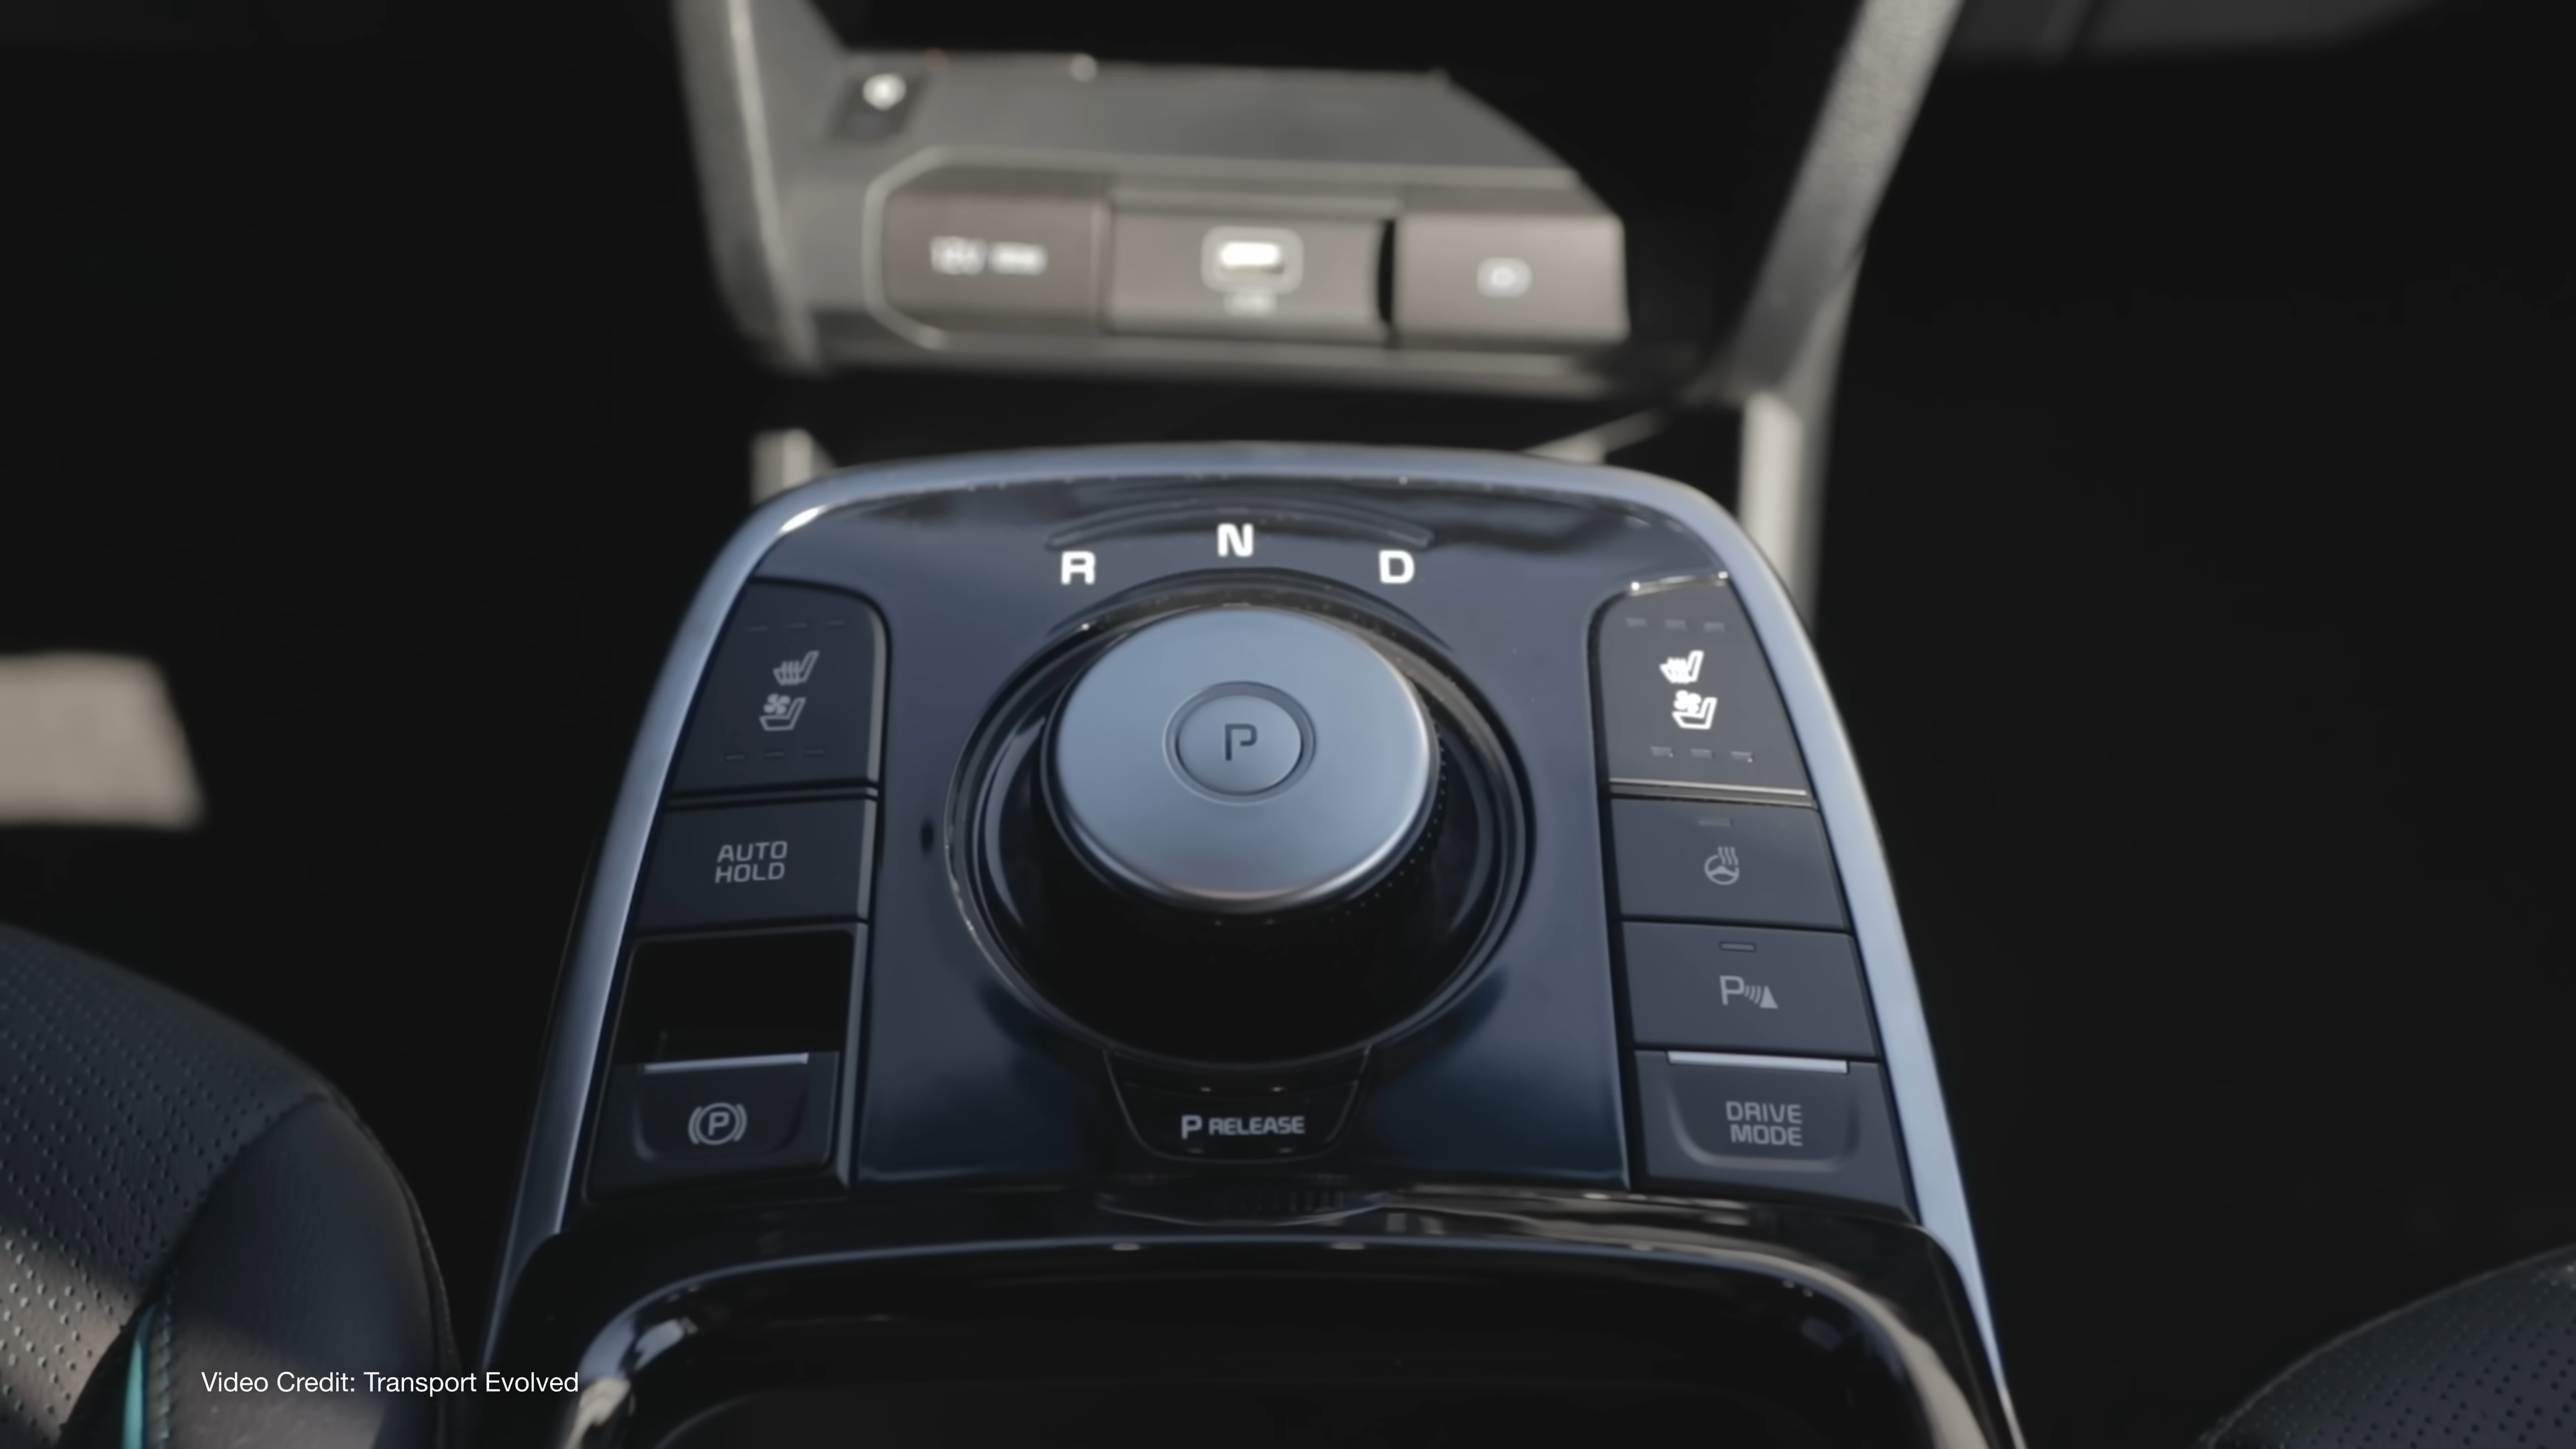 R N D
P
AUTO
HOLD
P
P RELEASE
P
DRIVE
MODE
Video Credit: Transport Evolved